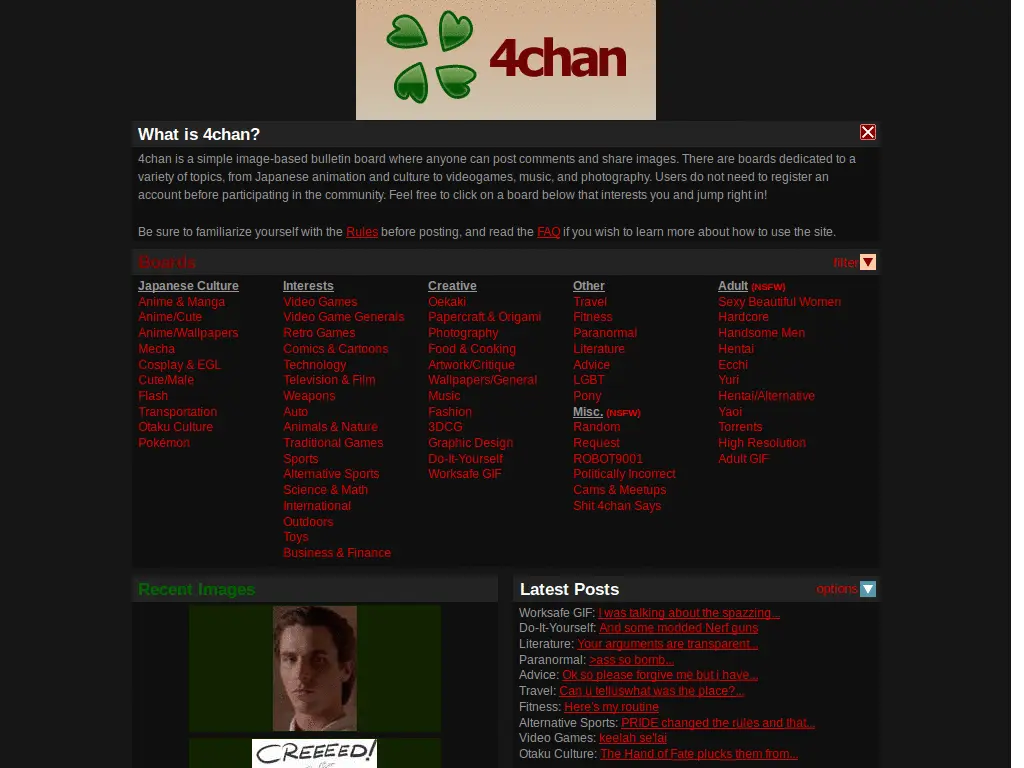 4chan
What is 4chan?
4chan is a simple image-based bulletin board where anyone can post comments and share images. There are boards dedicated to a
variety of topics, from Japanese animation and culture to videogames, music, and photography. Users do not need to register an
account before participating in the community. Feel free to click on a board below that interests you and jump right in!
Be sure to familiarize yourself with the Rules before posting, and read the FAQ if you wish to learn more about how to use the site.
Boards
filter
Japanese Culture
Anime & Manga
Anime/Cute
Anime/Wallpapers
Mecha
Cosplay & EGL
Cute/Male
Flash
Transportation
Otaku Culture
Pokémon
Interests
Video Games
Video Game Generals
Retro Games
Comics & Cartoons
Technology
Television & Film
Weapons
Auto
Animals & Nature
Traditional Games
Sports
Alternative Sports
Science & Math
International
Outdoors
Toys
Business & Finance
Creative
Oekaki
Papercraft & Origami
Photography
Food & Cooking
Artwork/Critique
Wallpapers/General
Music
Fashion
3DCG
Graphic Design
Do-It-Yourself
Worksafe GIF
Other
Travel
Fitness
Paranormal
Literature
Advice
LGBT
Pony
Misc. (NSFW)
Random
Request
ROBOT9001
Politically Incorrect
Cams & Meetups
Shit 4chan Says
Adult (NSFW)
Sexy Beautiful Women
Hardcore
Handsome Men
Hentai
Ecchi
Yuri
Hentai/Alternative
Yaoi
Torrents
High Resolution
Adult GIF
Recent Images
CREEEED!
Latest Posts
options
Worksafe GIF: I was talking about the spazzing...
Do-It-Yourself: And some modded Nerf guns
Literature: Your arguments are transparent...
Paranormal: >ass so bomb...
Advice: Ok so please forgive me but i have...
Travel: Can u telluswhat was the place?...
Fitness: Here's my routine
Alternative Sports: PRIDE changed the rules and that...
Video Games: keelah se'lai
Otaku Culture: The Hand of Fate plucks them from...